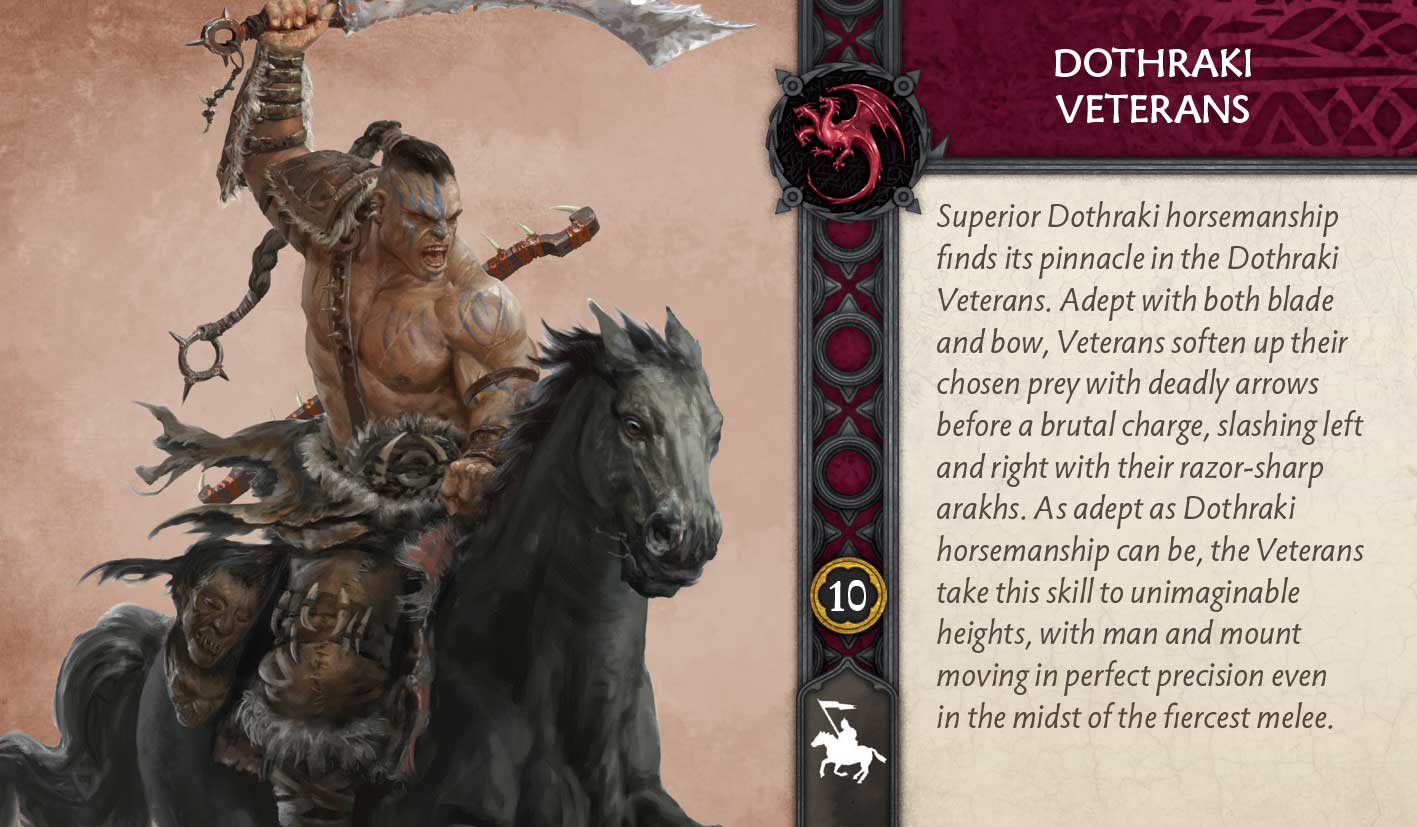 DOTHRAKI
VETERANS
Superior Dothraki horsemanship
finds its pinnacle in the Dothraki
Veterans. Adept with both blade
and bow, Veterans soften up their
chosen prey with deadly arrows
before a brutal charge, slashing left
and right with their razor-sharp
arakhs. As adept as Dothraki
horsemanship can be, the Veterans
take this skill to unimaginable
heights, with man and mount
moving in perfect precision even
in the midst of the fiercest melee.
10